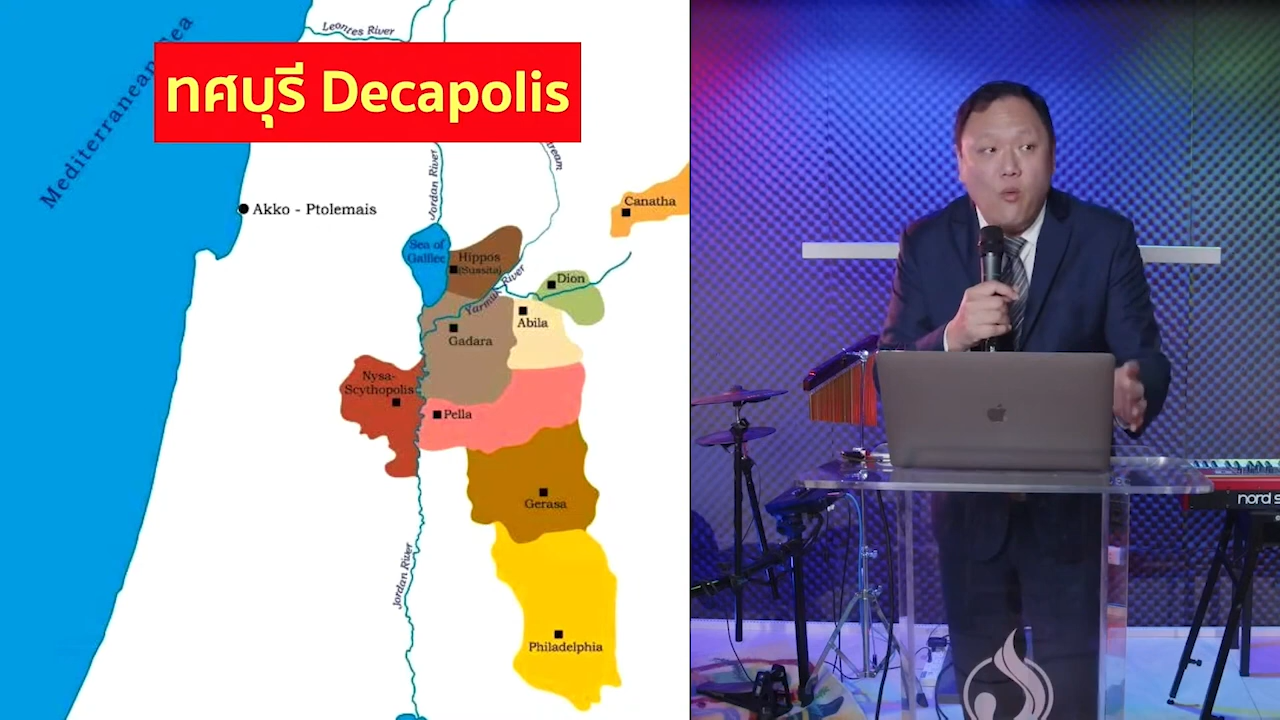 Mediterranean Sea
Leontes River
ทศบุรี Decapolis
Jordan River
Canatha
Akko - Ptolemais
Sea of
Galilee
Hippos
(Sussita)
Yarmuk River
Dion
Abila
Gadara
Nysa-
Scythopolis
Pella
Gerasa
Jordan River
Philadelphia
nord